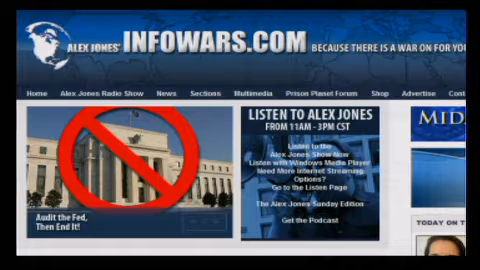 ALEX JONES' INFOWARS.COM BECAUSE THERE IS A WAR ON FOR YOU
Home Alex Jones Radio Show News Sections Multimedia Prison Planet Forum Shop Advertise Cont
LISTEN TO ALEX JONES
FROM 11AM - 3PM CST
Listen to the
Alex Jones Show Now
Listen with Windows Media Player
Need More Internet Streaming
Options?
Go to the Listen Page
The Alex Jones Sunday Edition
Get the Podcast
Audit the Fed,
Then End It!
MID
TODAY ON T